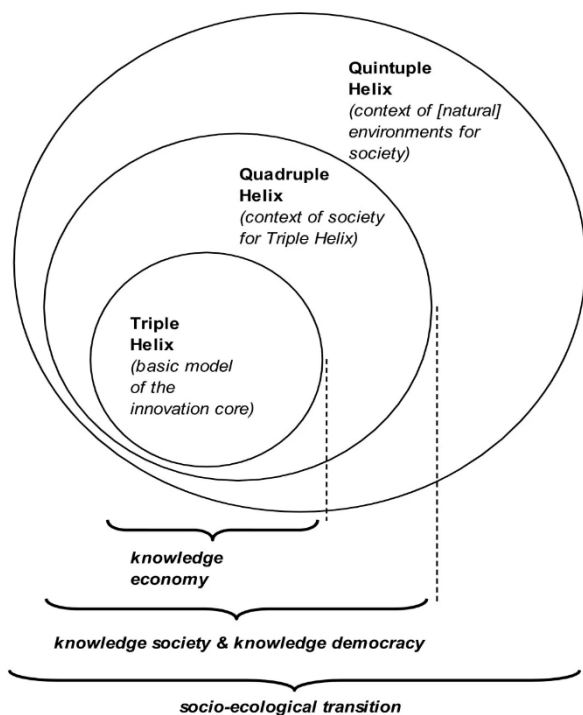 Quintuple
Helix
(context of [natural]
environments for
society)
Quadruple
Helix
(context of society
for Triple Helix)
Triple
Helix
(basic model
of the
innovation core)
knowledge
economy
knowledge society & knowledge democracy
socio-ecological transition